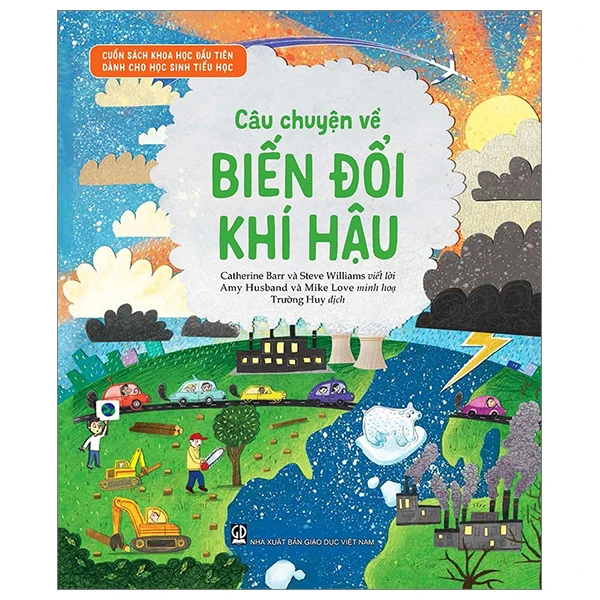 CUỐN SÁCH KHOA HỌC ĐẦU TIÊN
DÀNH CHO HỌC SINH TIỂU HỌC
Câu chuyện về
BIẾN ĐỔI
KHÍ HẬU
Catherine Barr và Steve Williams viết lời
Amy Husband và Mike Love minh hoạ
Trường Huy dịch
NHÀ XUẤT BẢN GIÁO DỤC VIỆT NAM